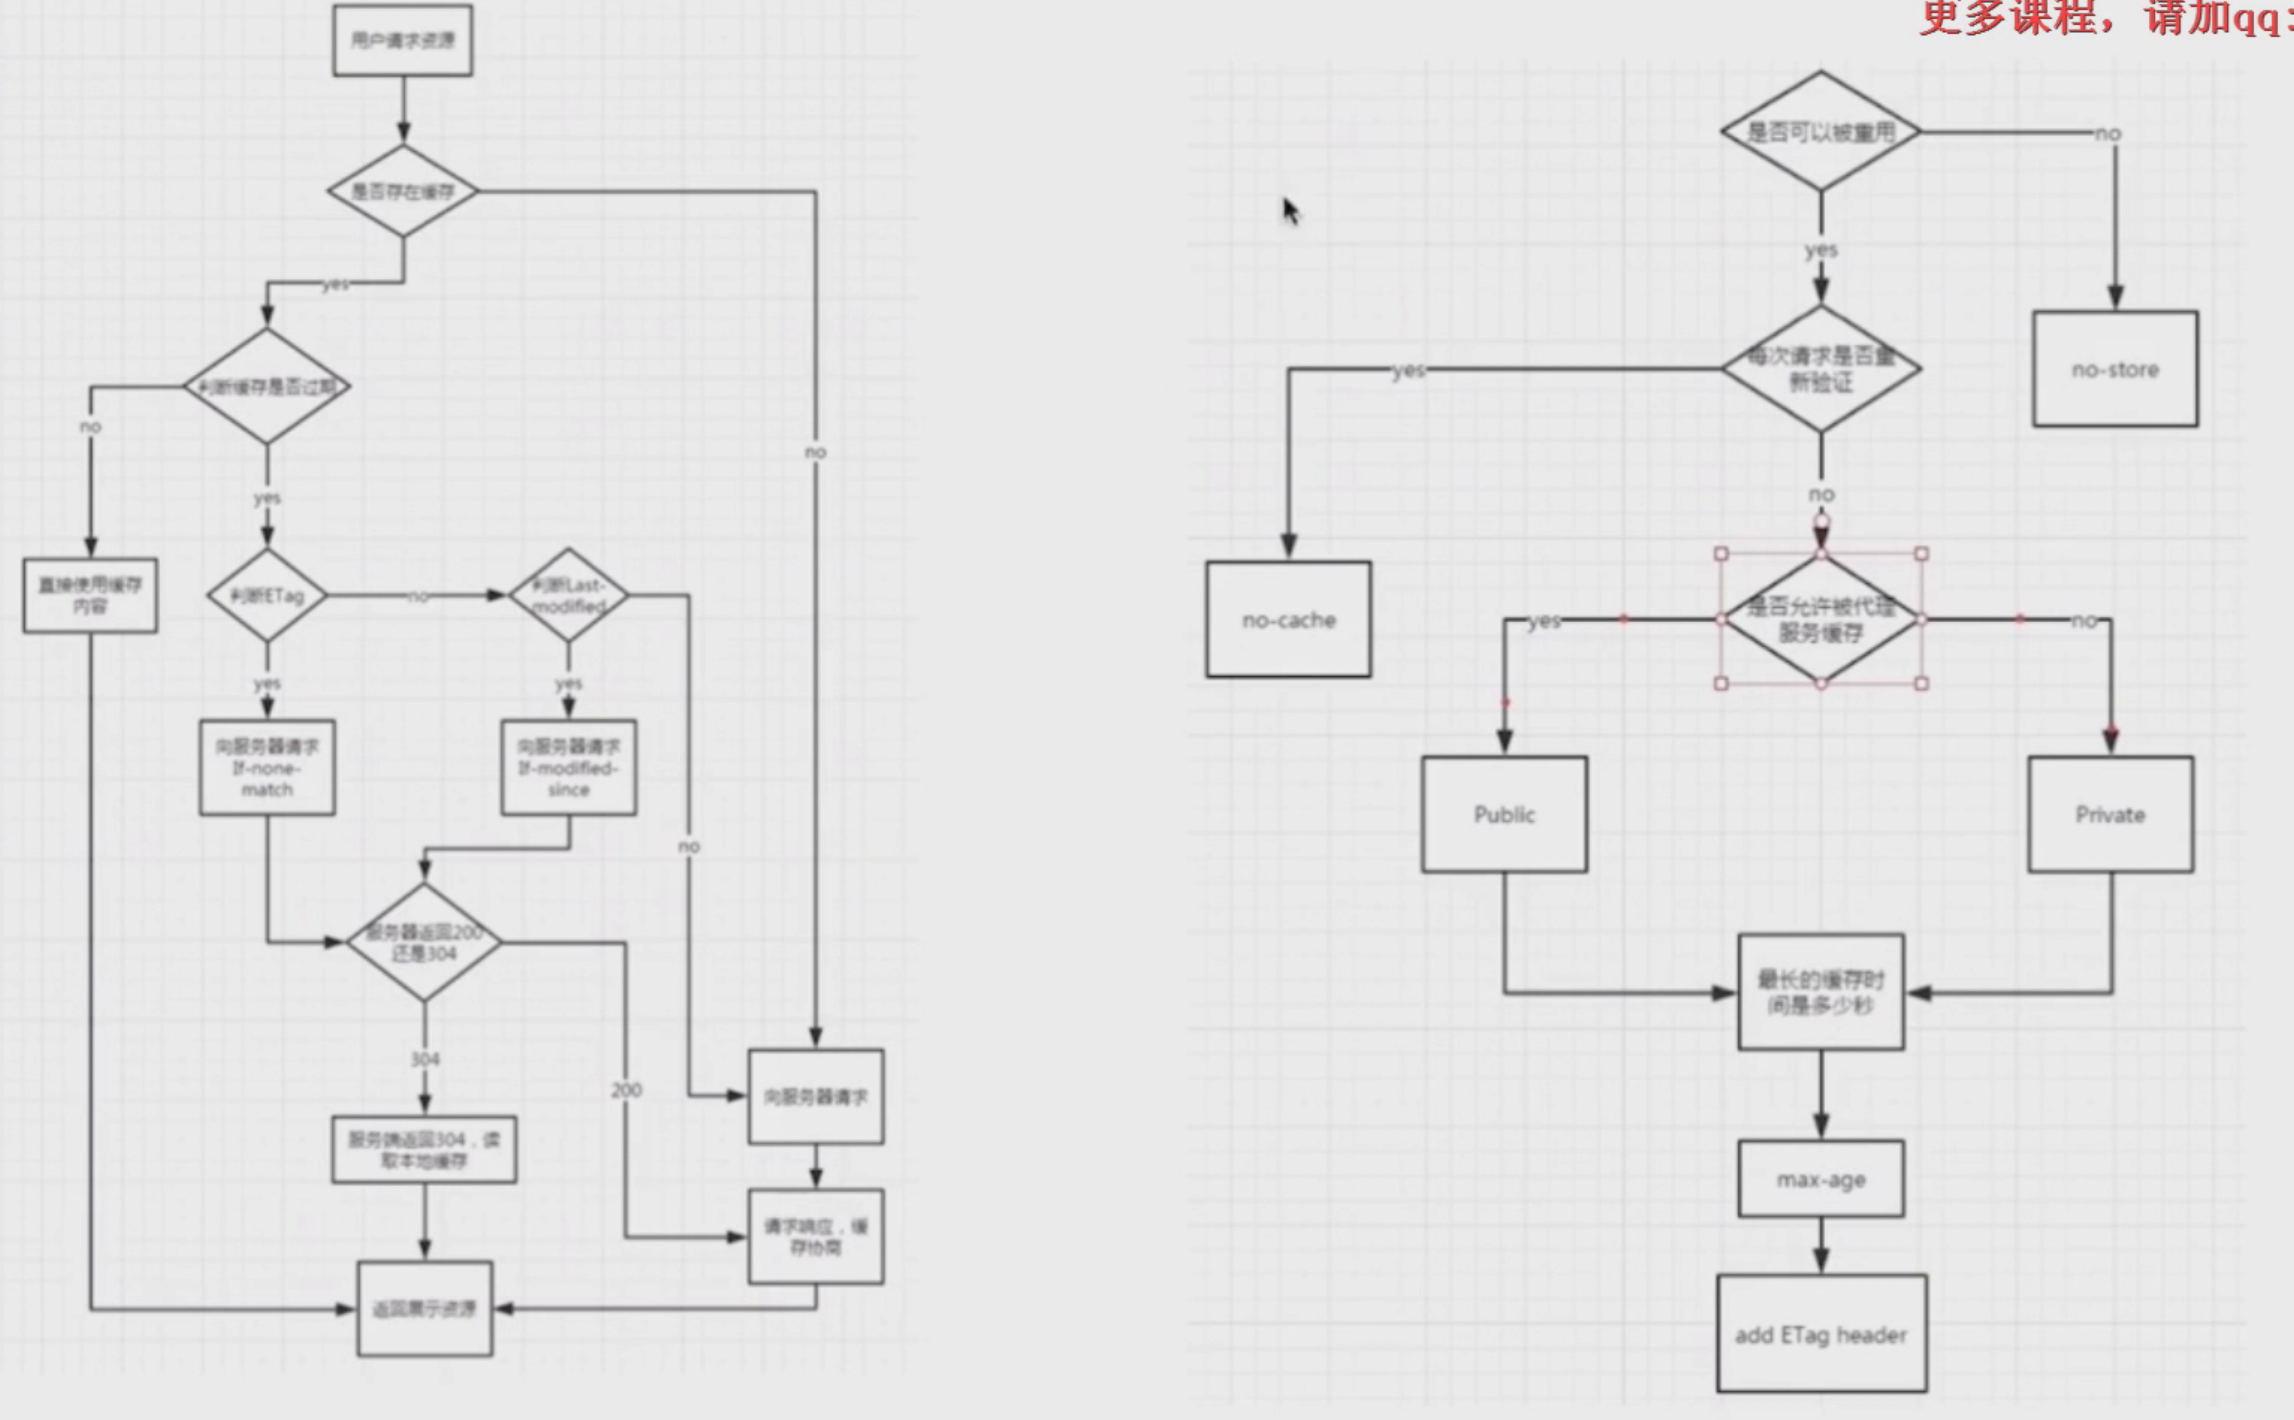 更多课程，请加qq：
用户请求资源
是否存在缓存
yes
判断缓存是否过期
no
no
yes
直接使用缓存
内容
判断ETag
no
判断Last-
modified
yes
yes
向服务器请求
If-none-
match
向服务器请求
If-modified-
since
no
服务器返回200
还是304
304
200
向服务器请求
服务端返回304，读
取本地缓存
请求响应，缓
存协商
返回展示资源
是否可以被重用
no
yes
每次请求是否重
新验证
yes
no-store
no
no-cache
是否允许被代理
服务缓存
yes
no
Public
Private
最长的缓存时
间是多少秒
max-age
add ETag header